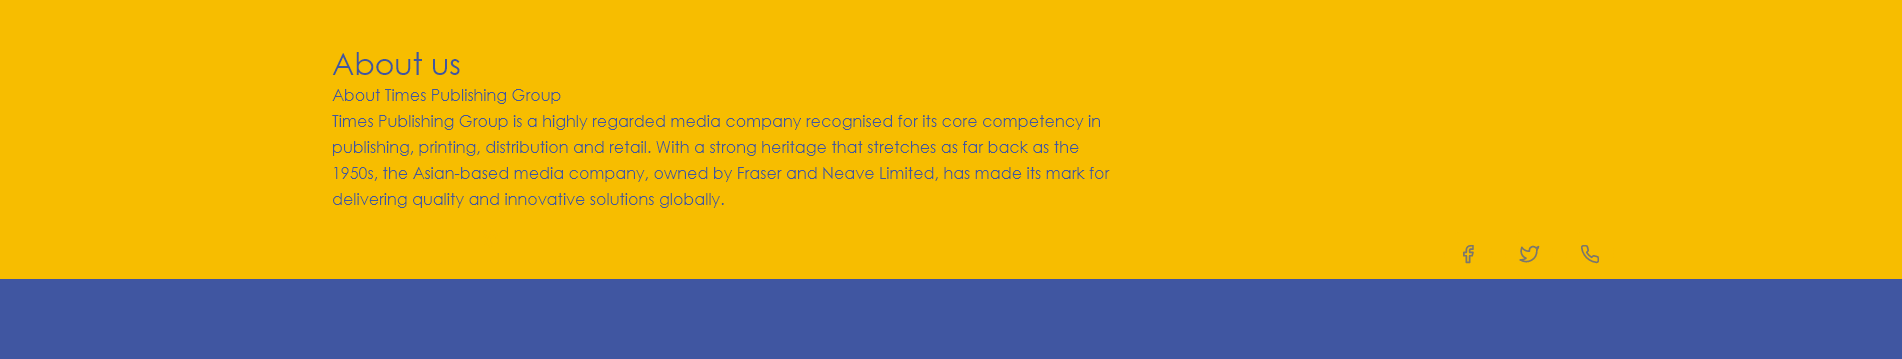 About us
About Times Publishing Group
Times Publishing Group is a highly regarded media company recognised for its core competency in
publishing, printing, distribution and retail. With a strong heritage that stretches as far back as the
1950s, the Asian-based media company, owned by Fraser and Neave Limited, has made its mark for
delivering quality and innovative solutions globally.